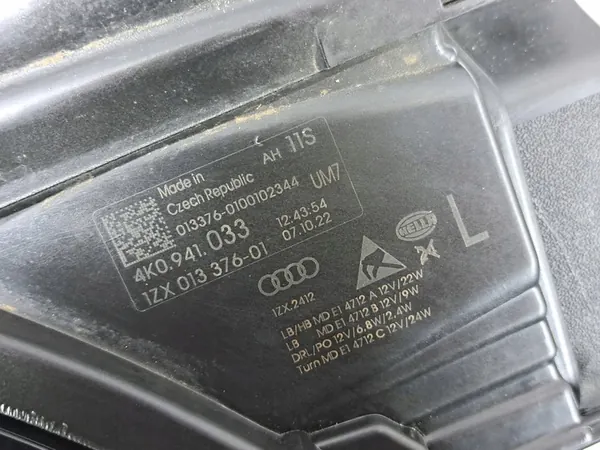 Made in
Czech Republic
AH 11S
013376-0100102344
UM7
4K0.941.033
12:43:54
1ZX 013 376-01
07.10.22
HELLA
L
1ZX.2412
LB/HB MD E1 4712 A 12V/22W
LB MD E1 4712 B 12V/9W
DRL/PO 12V/6.8W/2.4W
Turn MD E1 4712 C 12V/24W